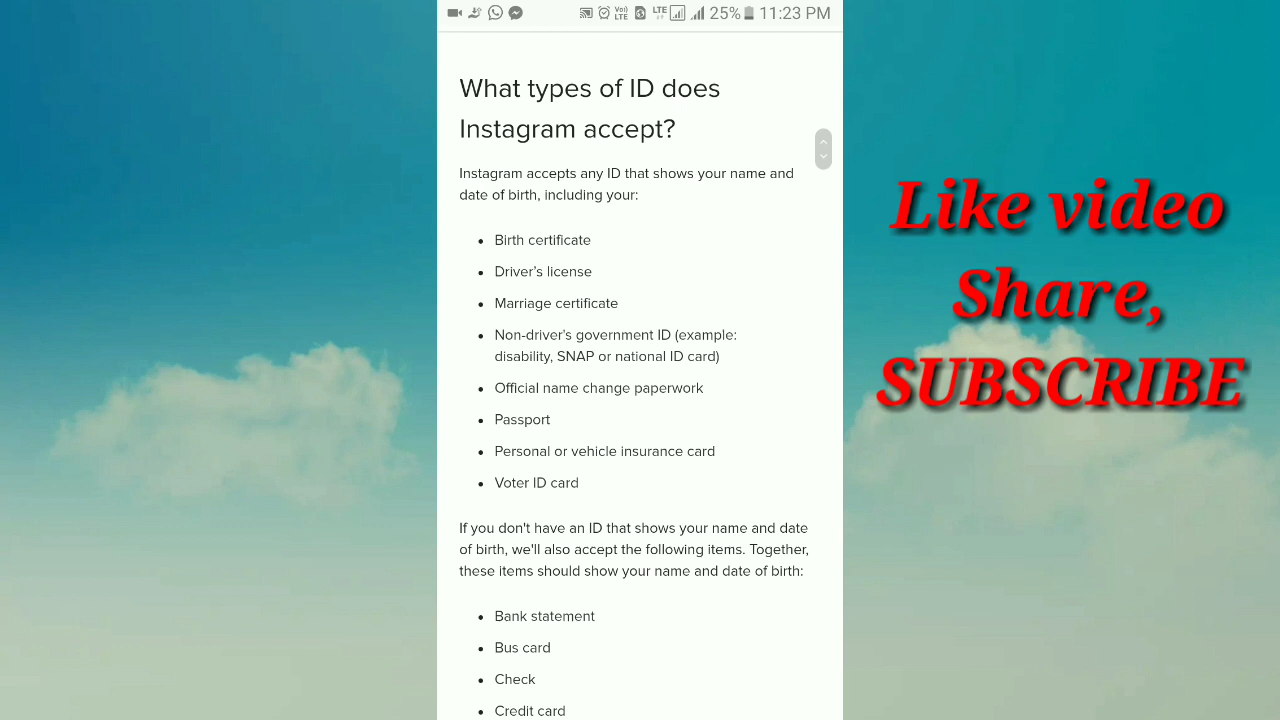 25% 11:23 PM
What types of ID does
Instagram accept?
Instagram accepts any ID that shows your name and
date of birth, including your:
• Birth certificate
• Driver's license
• Marriage certificate
• Non-driver's government ID (example:
disability, SNAP or national ID card)
• Official name change paperwork
• Passport
• Personal or vehicle insurance card
• Voter ID card
If you don't have an ID that shows your name and date
of birth, we'll also accept the following items. Together,
these items should show your name and date of birth:
• Bank statement
• Bus card
• Check
• Credit card
Like video
Share,
SUBSCRIBE